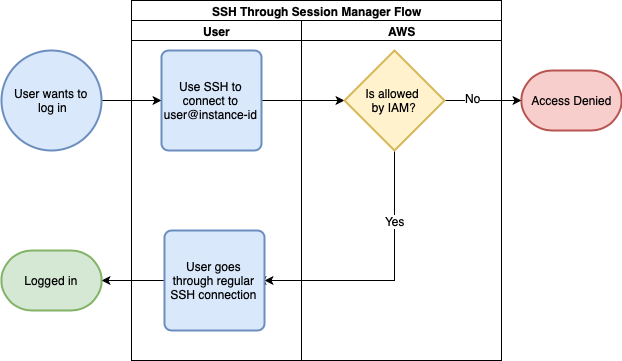 SSH Through Session Manager Flow
User
AWS
User wants to
log in
Use SSH to
connect to
user@instance-id
Is allowed
by IAM?
No
Access Denied
Yes
User goes
through regular
SSH connection
Logged in